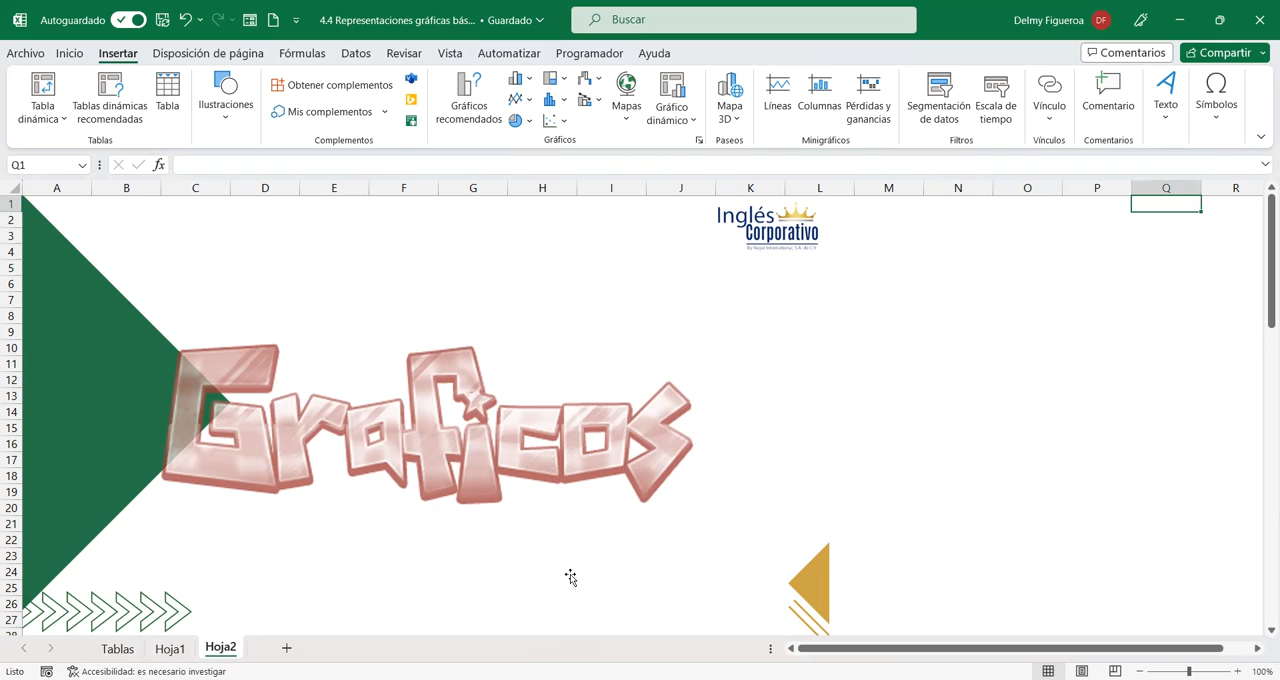 Autoguardado
4.4 Representaciones gráficas bás... • Guardado
Buscar
Delmy Figueroa
DF
Archivo
Inicio
Insertar
Disposición de página
Fórmulas
Datos
Revisar
Vista
Automatizar
Programador
Ayuda
Comentarios
Compartir
Tabla dinámica
Tablas dinámicas recomendadas
Tabla
Tablas
Ilustraciones
Obtener complementos
Mis complementos
Complementos
Gráficos recomendados
Mapas
Gráfico dinámico
Gráficos
Mapa 3D
Paseos
Líneas
Columnas
Pérdidas y ganancias
Minigráficos
Segmentación de datos
Escala de tiempo
Filtros
Vínculo
Vínculos
Comentario
Comentarios
Texto
Símbolos
Q1
fx
A B C D E F G H I J K L M N O P Q R
1
2
3
4
5
6
7
8
9
10
11
12
13
14
15
16
17
18
19
20
21
22
23
24
25
26
27
28
Inglés
Corporativo
Graficos
Tablas
Hoja1
Hoja2
Listo
Accesibilidad: es necesario investigar
100%